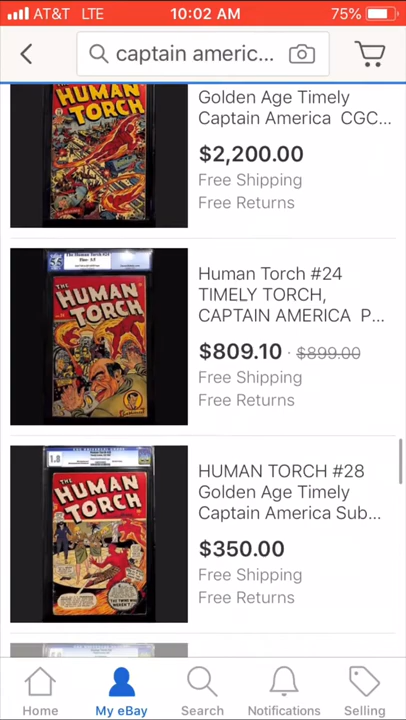 AT&T LTE 10:02 AM 75%
captain americ...
HUMAN
TORCH
Golden Age Timely
Captain America CGC...
$2,200.00
Free Shipping
Free Returns
THE
HUMAN
TORCH
Human Torch #24
TIMELY TORCH,
CAPTAIN AMERICA P...
$809.10 · $899.00
Free Shipping
Free Returns
1.8
THE
HUMAN
TORCH
HUMAN TORCH #28
Golden Age Timely
Captain America Sub...
$350.00
Free Shipping
Free Returns
Home
My eBay
Search
Notifications
Selling